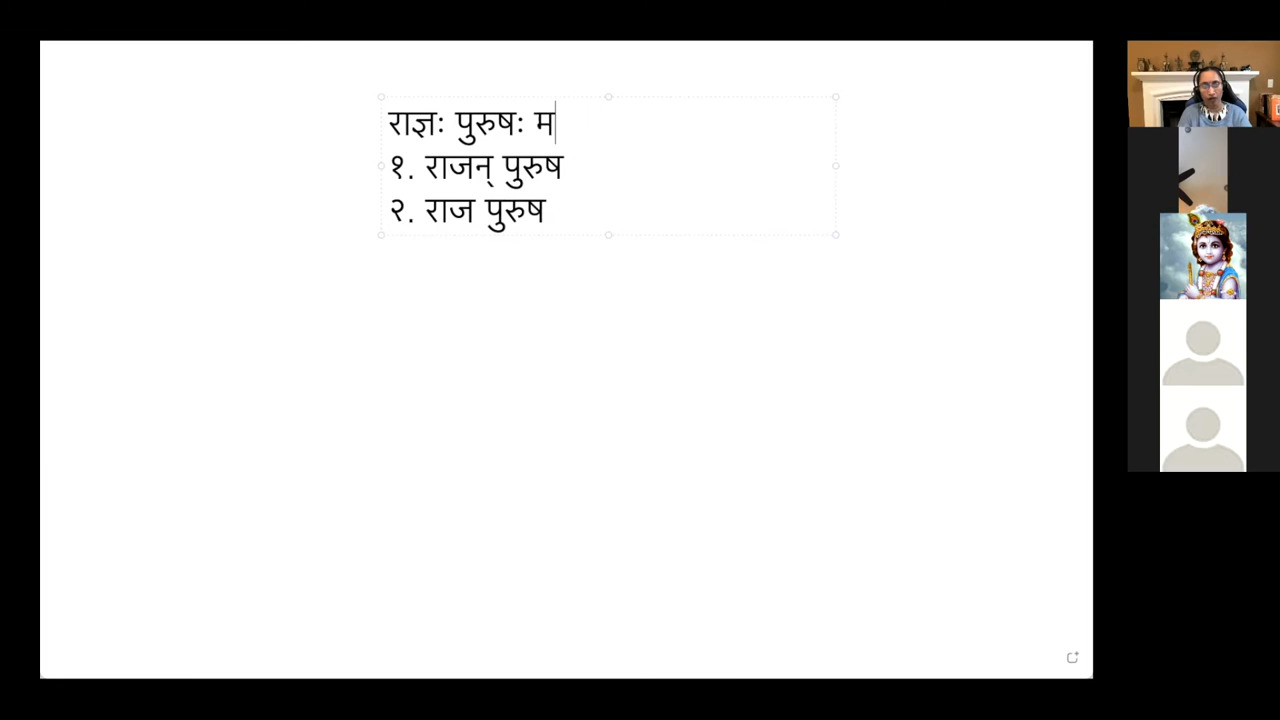 राज्ञः पुरुषः म
१. राजन् पुरुष
२. राज पुरुष